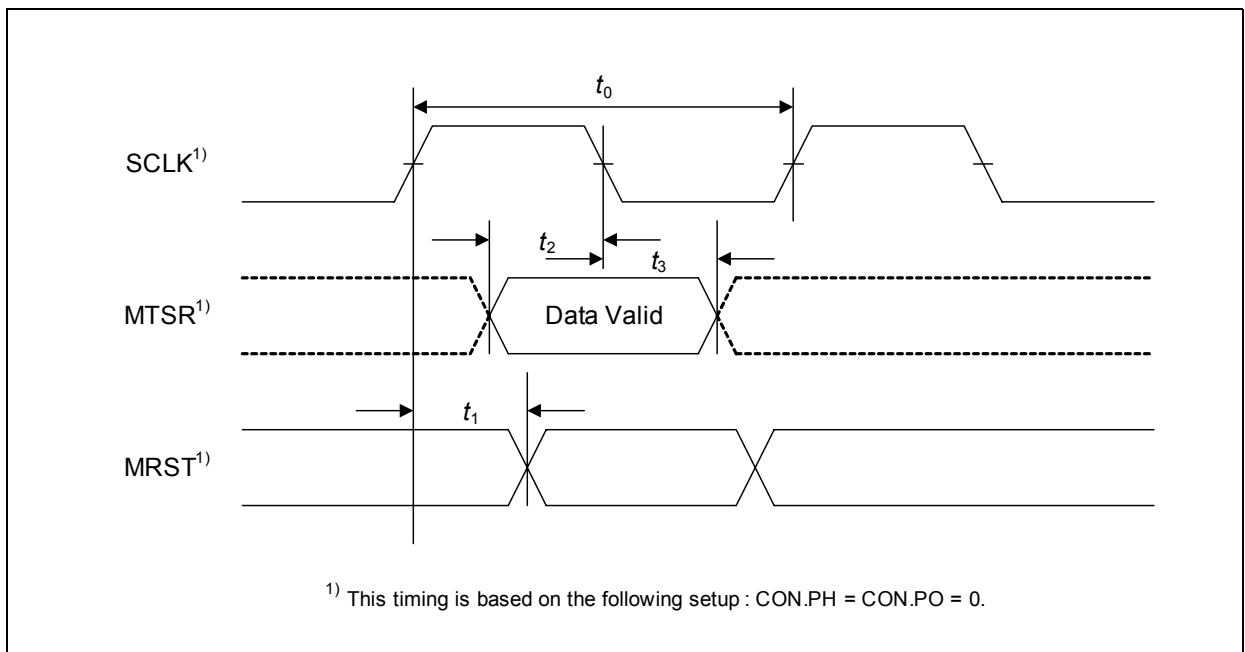 t0
SCLK1)
t2
t3
MTSR1)
Data Valid
t1
MRST1)
1) This timing is based on the following setup : CON.PH = CON.PO = 0.